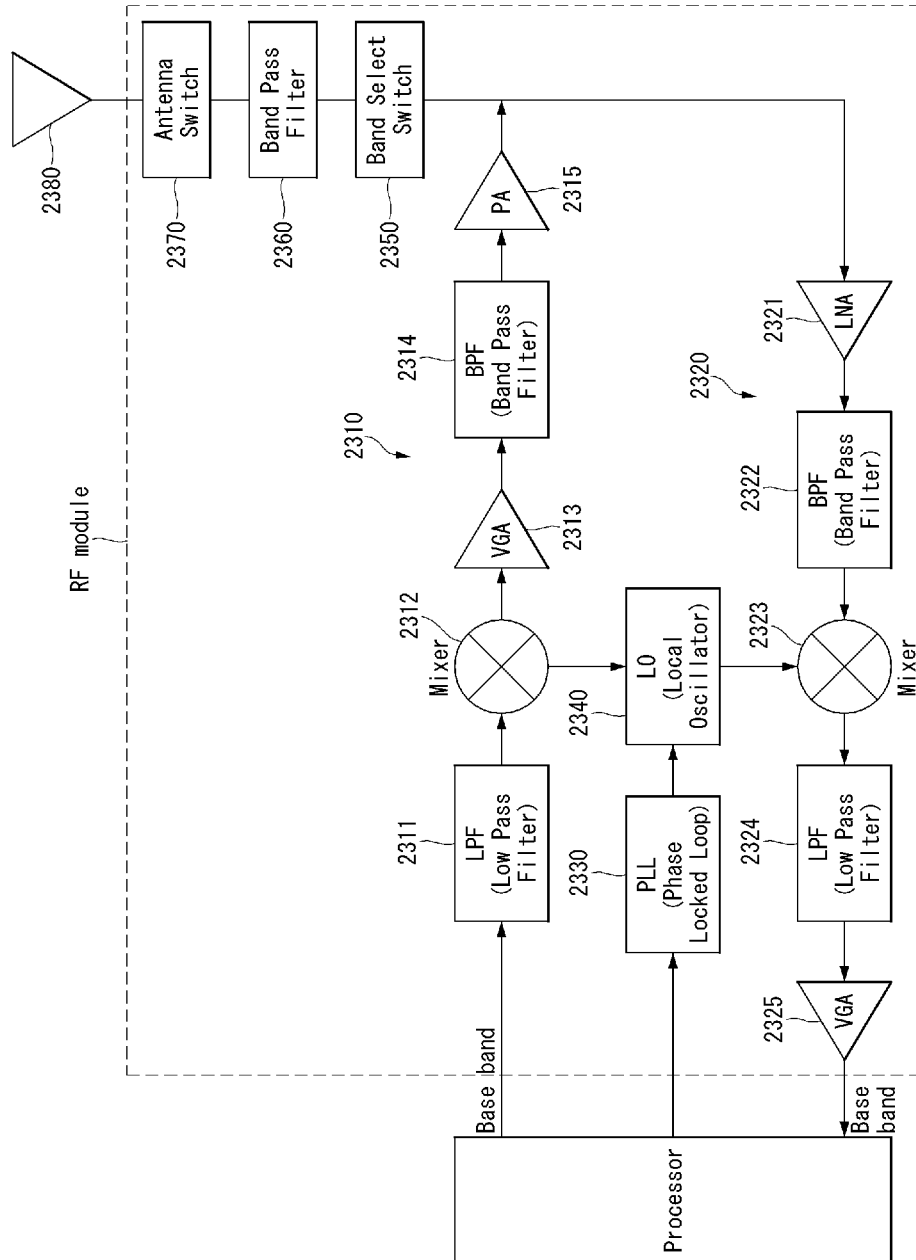 RF module
2380
Antenna
Switch
2370
Band Pass
Filter
2360
Band Select
Switch
2350
Processor
Base band
2311
LPF
(Low Pass
Filter)
2312
Mixer
VGA
2313
2310
2314
BPF
(Band Pass
Filter)
PA
2315
2330
PLL
(Phase
Locked Loop)
2340
LO
(Local
Oscillator)
2320
2321
LNA
2322
BPF
(Band Pass
Filter)
2323
Mixer
2324
LPF
(Low Pass
Filter)
2325
VGA
Base
band